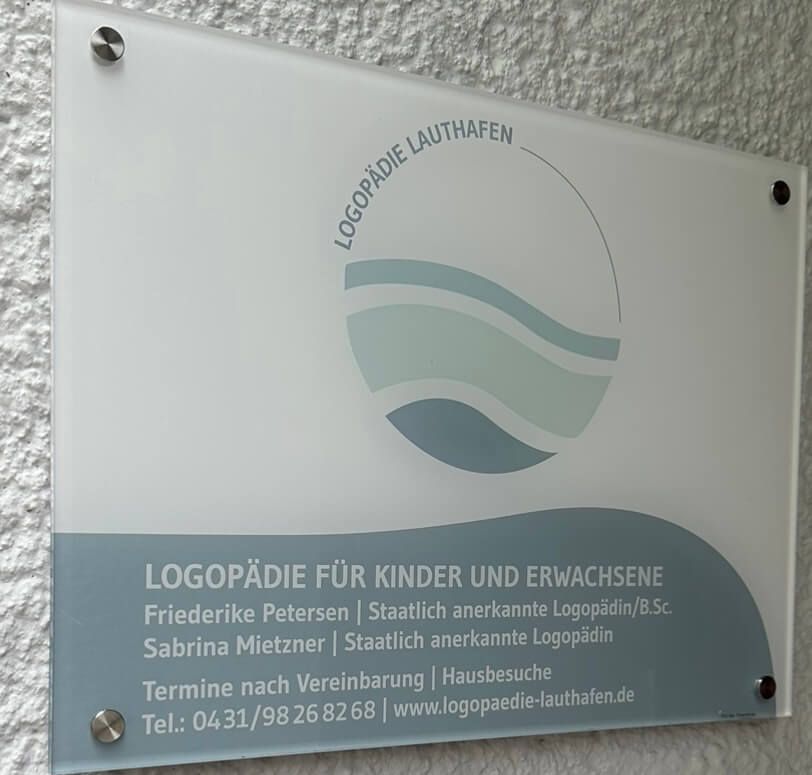 LOGOPÄDIE LAUTHAFEN
LOGOPÄDIE FÜR KINDER UND ERWACHSENE
Friederike Petersen | Staatlich anerkannte Logopädin/B.Sc.
Sabrina Mietzner | Staatlich anerkannte Logopädin
Termine nach Vereinbarung | Hausbesuche
Tel.: 0431/98 26 82 68 | www.logopaedie-lauthafen.de